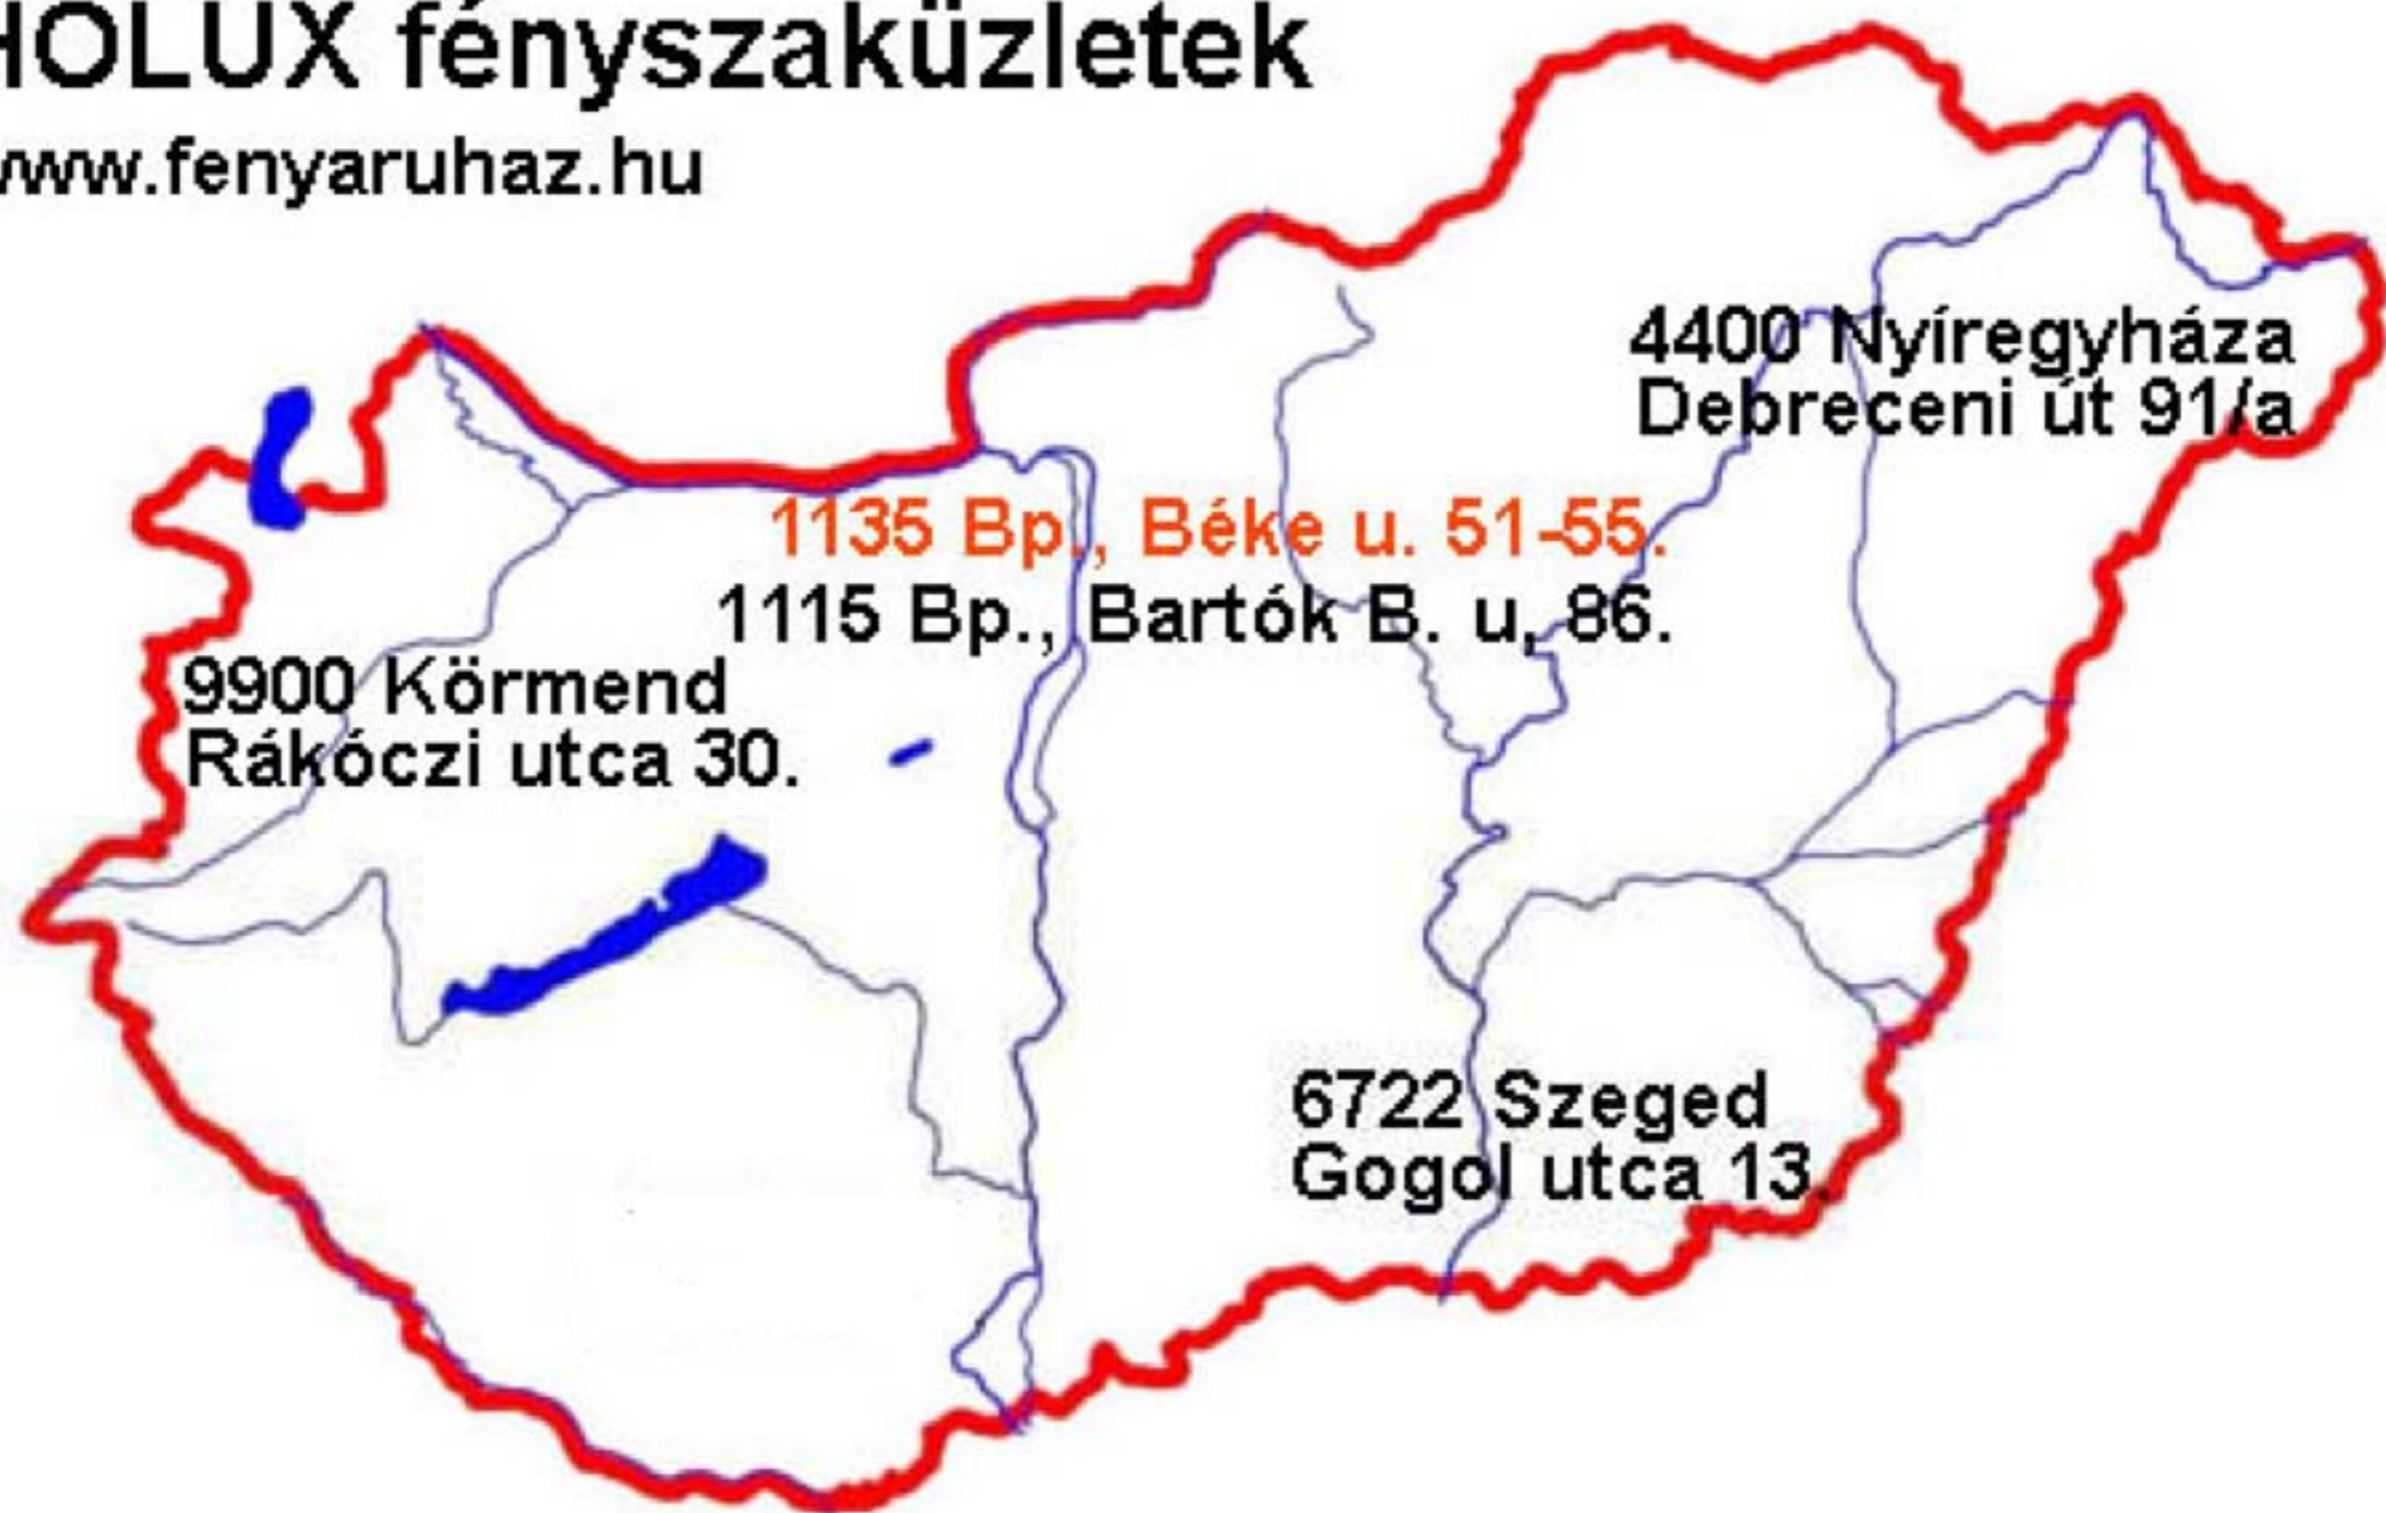 HOLUX fényszaküzletek
www.fenyaruhaz.hu
4400 Nyíregyháza
Debreceni út 91/a
1135 Bp., Béke u. 51-55.
1115 Bp., Bartók B. u, 86.
9900 Körmend
Rákóczi utca 30.
6722 Szeged
Gogol utca 13.